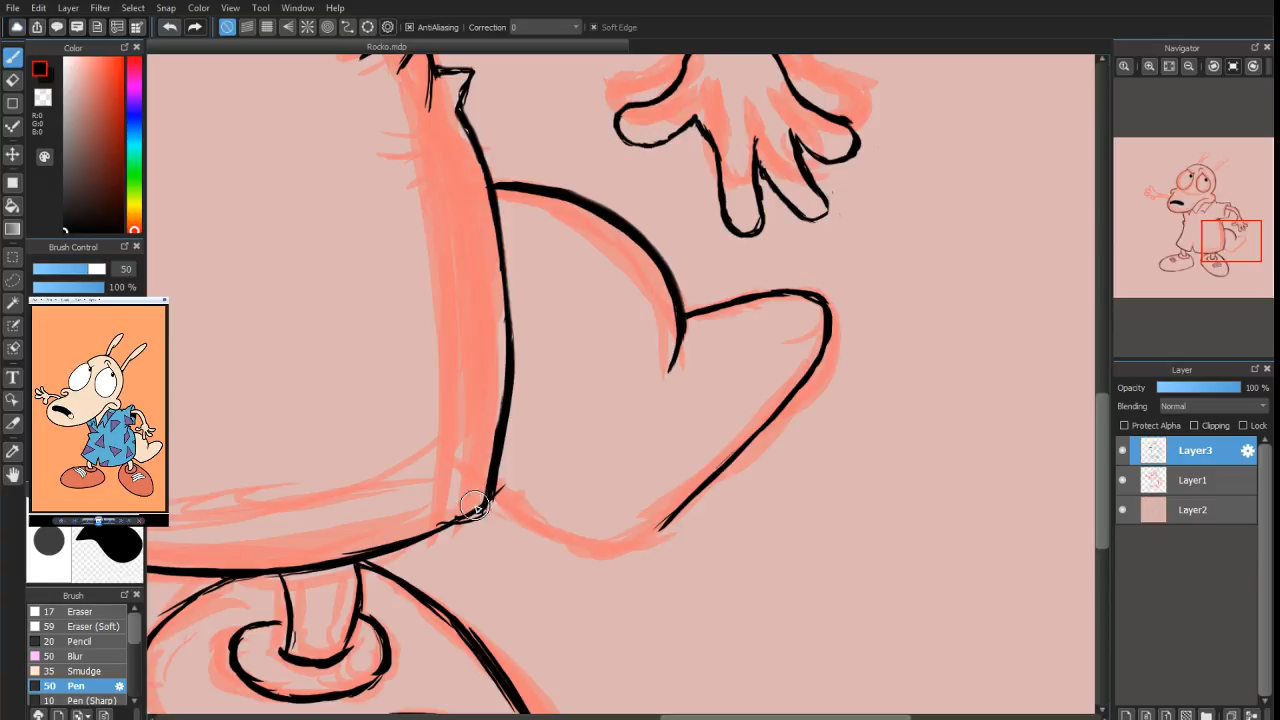 File Edit Layer Filter Select Snap Color View Tool Window Help
AntiAliasing Correction 0 Soft Edge
Rocko.mdp
Color
R:0
G:0
B:0
Brush Control
50
100 %
Brush
17 Eraser
59 Eraser (Soft)
20 Pencil
50 Blur
35 Smudge
50 Pen
10 Pen (Sharp)
Navigator
Layer
Opacity 100 %
Blending Normal
Protect Alpha Clipping Lock
Layer3
Layer1
Layer2